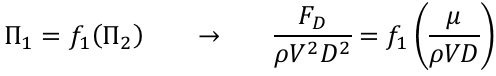 Π₁ = f₁(Π₂) → F_D / (ρV²D²) = f₁(μ / (ρVD))